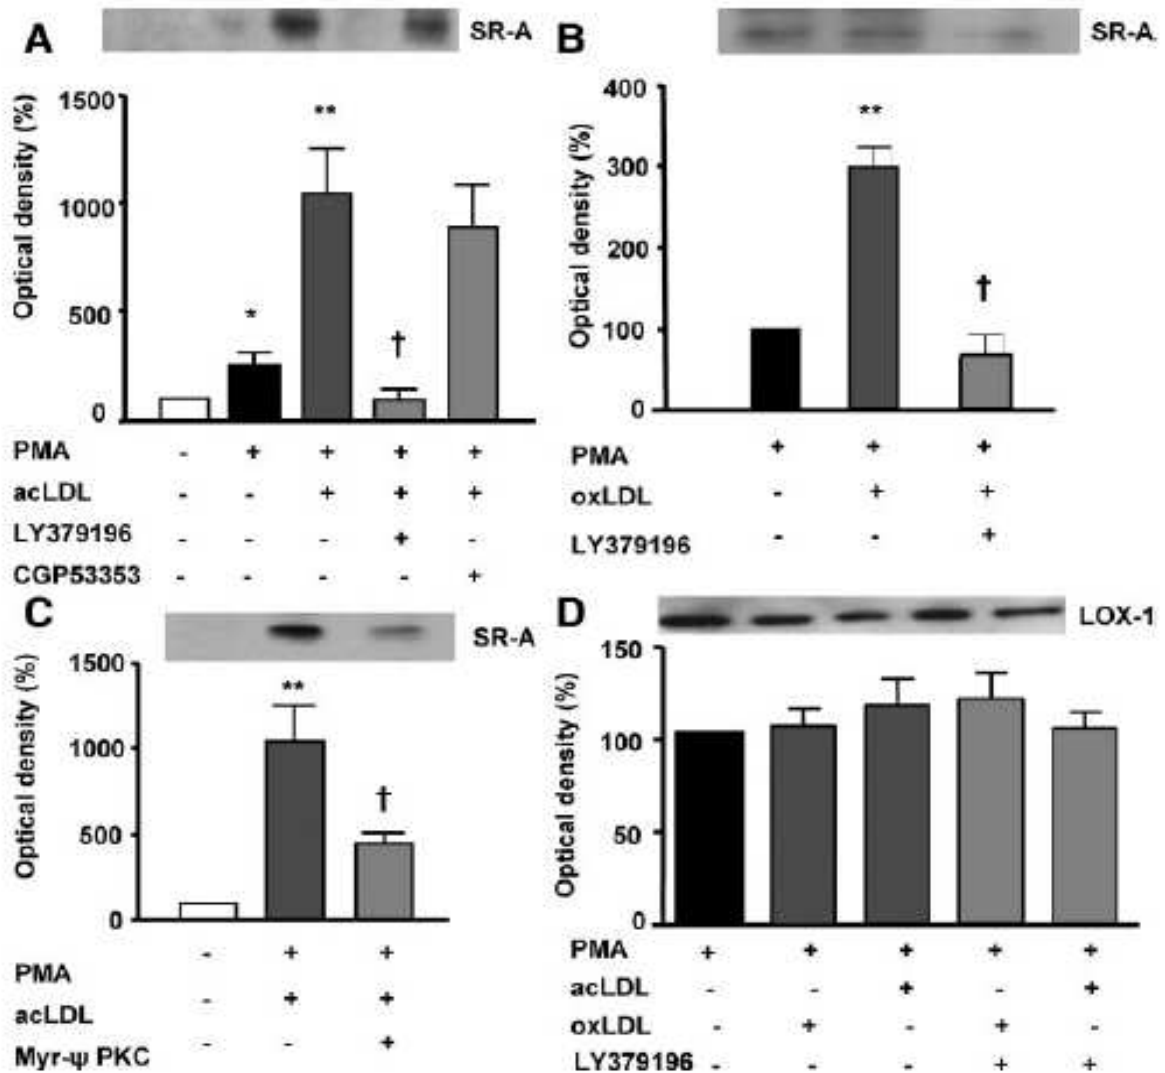 A
SR-A
Optical density (%)
1500
1000
500
0
*
**
†
PMA - + + + +
acLDL - - + + +
LY379196 - - - + -
CGP53353 - - - - +
B
SR-A
Optical density (%)
400
300
200
100
0
**
†
PMA + + +
oxLDL - + +
LY379196 - - +
C
SR-A
Optical density (%)
1500
1000
500
0
**
†
PMA - + +
acLDL - + +
Myr-ψ PKC - - +
D
LOX-1
Optical density (%)
150
100
50
0
PMA + + + + +
acLDL - - + - +
oxLDL - + - + -
LY379196 - - - + +